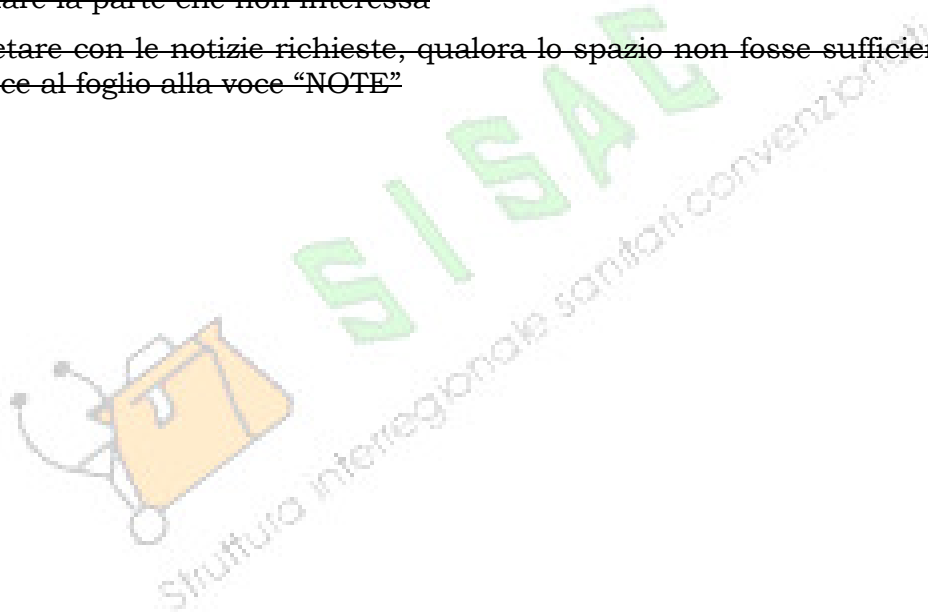 are la parte che non interessa
etare con le notizie richieste, qualora lo spazio non fosse sufficien
ce al foglio alla voce “NOTE”
SISAC
Struttura interregionale sanitari convenzionati